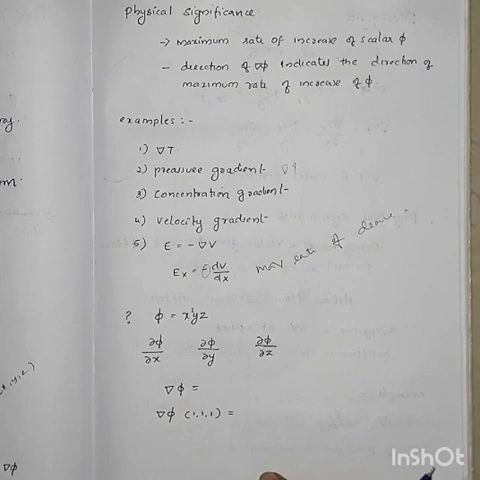 Physical Significance
→ maximum rate of increase of scalar ϕ
- direction of ∇ϕ indicates the direction of
maximum rate of increase of ϕ
examples :-
1) ∇T
2) pressure gradient ∇P
3) concentration gradient
4) velocity gradient
5) E = -∇V
Ex = -dV/dx max rate of
? ϕ = x²yz
∂ϕ/∂x ∂ϕ/∂y ∂ϕ/∂z
∇ϕ =
∇ϕ (1,1,1) =
∇ϕ
InShOt